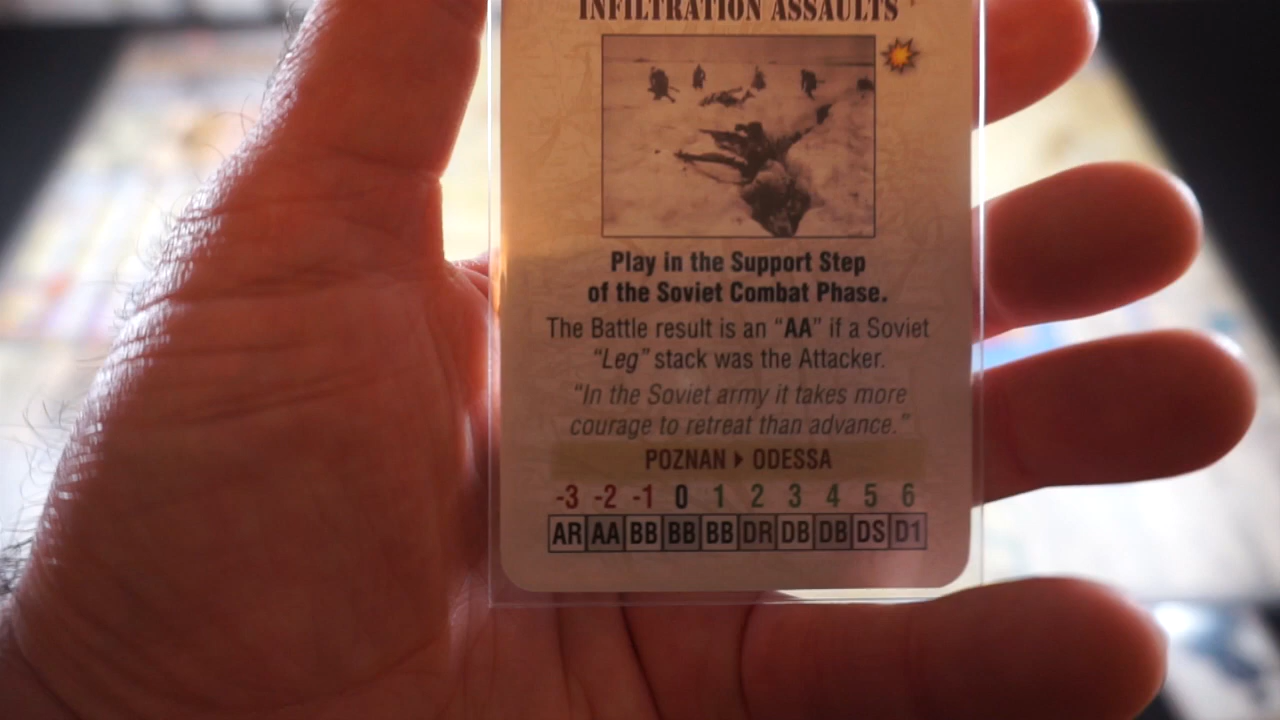 INFILTRATION ASSAULTS
Play in the Support Step
of the Soviet Combat Phase.
The Battle result is an “AA” if a Soviet
“Leg” stack was the Attacker.
“In the Soviet army it takes more
courage to retreat than advance.”
POZNAN ▸ ODESSA
-3 -2 -1 0 1 2 3 4 5 6
AR AA BB BB BB DR DB DB DS D1